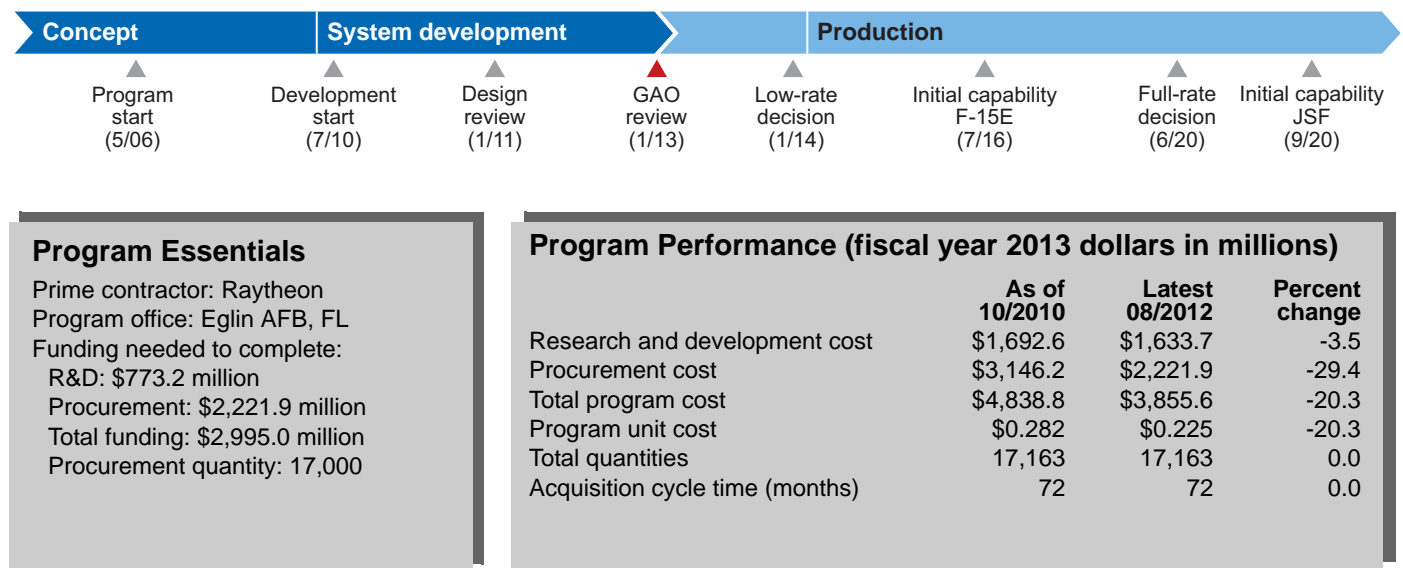 Concept System development Production
Program start (5/06)
Development start (7/10)
Design review (1/11)
GAO review (1/13)
Low-rate decision (1/14)
Initial capability F-15E (7/16)
Full-rate decision (6/20)
Initial capability JSF (9/20)
Program Essentials
Prime contractor: Raytheon
Program office: Eglin AFB, FL
Funding needed to complete:
R&D: $773.2 million
Procurement: $2,221.9 million
Total funding: $2,995.0 million
Procurement quantity: 17,000
Program Performance (fiscal year 2013 dollars in millions)
As of Latest Percent
10/2010 08/2012 change
Research and development cost $1,692.6 $1,633.7 -3.5
Procurement cost $3,146.2 $2,221.9 -29.4
Total program cost $4,838.8 $3,855.6 -20.3
Program unit cost $0.282 $0.225 -20.3
Total quantities 17,163 17,163 0.0
Acquisition cycle time (months) 72 72 0.0